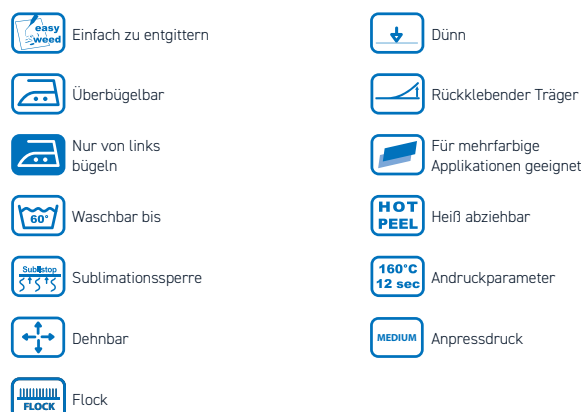 easy
weed
Einfach zu entgittern
Überbügelbar
Nur von links
bügeln
60°
Waschbar bis
Sublistop
Sublimationssperre
Dehnbar
FLOCK
Flock
Dünn
Rückklebender Träger
Für mehrfarbige
Applikationen geeignet
HOT
PEEL
Heiß abziehbar
160°C
12 sec
Andruckparameter
MEDIUM
Anpressdruck